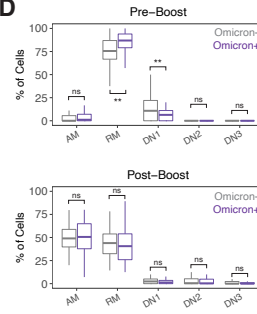 D
Pre-Boost
Omicron-
Omicron+
% of Cells
100
75
50
25
0
ns
**
**
ns
ns
AM
RM
DN1
DN2
DN3
Post-Boost
Omicron-
Omicron+
% of Cells
100
75
50
25
0
ns
ns
ns
ns
ns
AM
RM
DN1
DN2
DN3